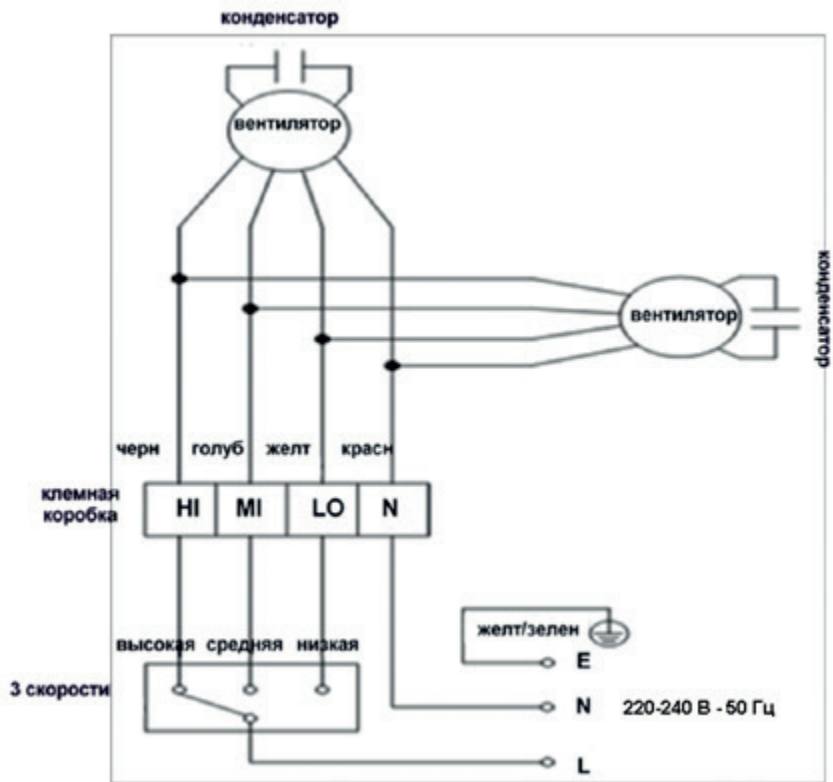 конденсатор
вентилятор
конденсатор
вентилятор
черн голуб желт красн
клемная
коробка
HI MI LO N
высокая средняя низкая
желт/зелен
E
3 скорости
N 220-240 В - 50 Гц
L